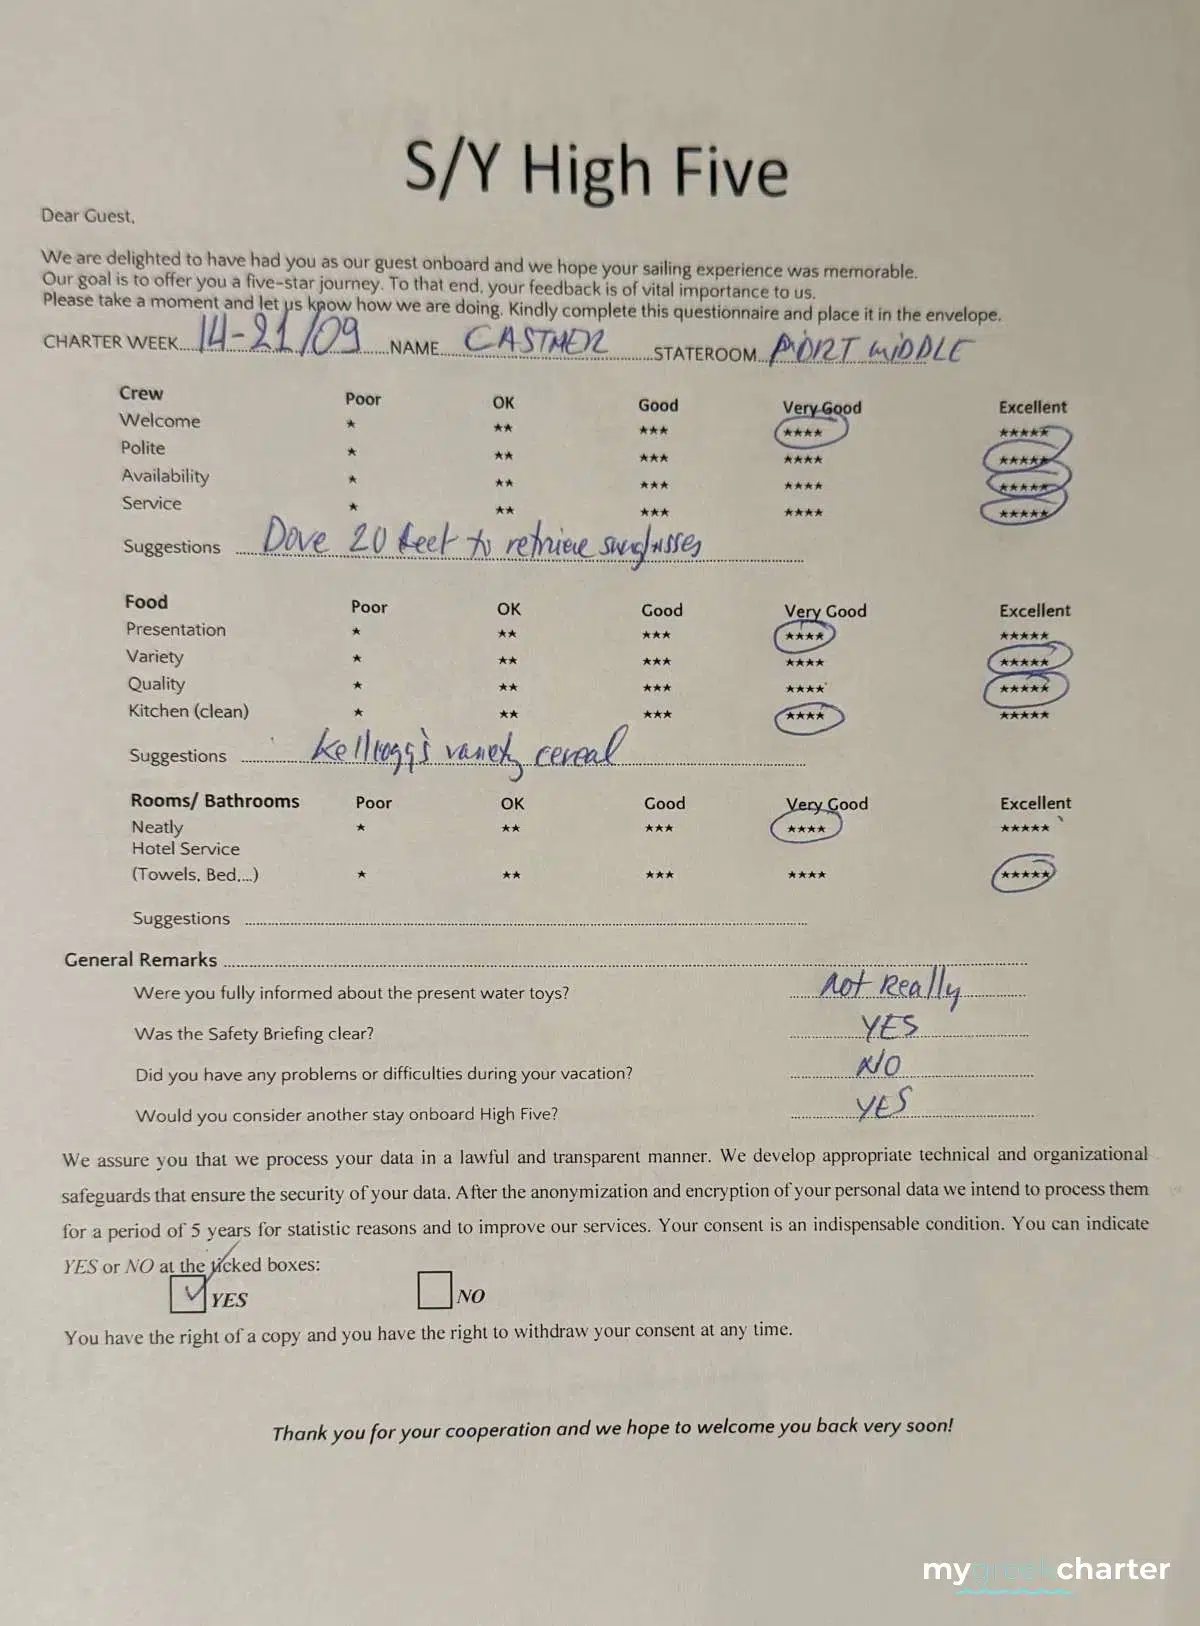 S/Y High Five
Dear Guest,
We are delighted to have had you as our guest onboard and we hope your sailing experience was memorable.
Our goal is to offer you a five-star journey. To that end, your feedback is of vital importance to us.
Please take a moment and let us know how we are doing. Kindly complete this questionnaire and place it in the envelope.
CHARTER WEEK 14-21/09 NAME CASTNER STATEROOM PORT MIDDLE
Crew Poor OK Good Very Good Excellent
Welcome ★ ★★ ★★★ ★★★★ ★★★★★
Polite ★ ★★ ★★★ ★★★★ ★★★★★
Availability ★ ★★ ★★★ ★★★★ ★★★★★
Service ★ ★★ ★★★ ★★★★ ★★★★★
Suggestions Dove 20 feet to retrieve sunglasses
Food Poor OK Good Very Good Excellent
Presentation ★ ★★ ★★★ ★★★★ ★★★★★
Variety ★ ★★ ★★★ ★★★★ ★★★★★
Quality ★ ★★ ★★★ ★★★★ ★★★★★
Kitchen (clean) ★ ★★ ★★★ ★★★★ ★★★★★
Suggestions Kellogg's variety cereal
Rooms/ Bathrooms Poor OK Good Very Good Excellent
Neatly ★ ★★ ★★★ ★★★★ ★★★★★
Hotel Service
(Towels, Bed,...) ★ ★★ ★★★ ★★★★ ★★★★★
Suggestions
General Remarks
Were you fully informed about the present water toys? Not Really
Was the Safety Briefing clear? YES
Did you have any problems or difficulties during your vacation? NO
Would you consider another stay onboard High Five? YES
We assure you that we process your data in a lawful and transparent manner. We develop appropriate technical and organizational
safeguards that ensure the security of your data. After the anonymization and encryption of your personal data we intend to process them
for a period of 5 years for statistic reasons and to improve our services. Your consent is an indispensable condition. You can indicate
YES or NO at the ticked boxes:
YES NO
You have the right of a copy and you have the right to withdraw your consent at any time.
Thank you for your cooperation and we hope to welcome you back very soon!
mygreekcharter